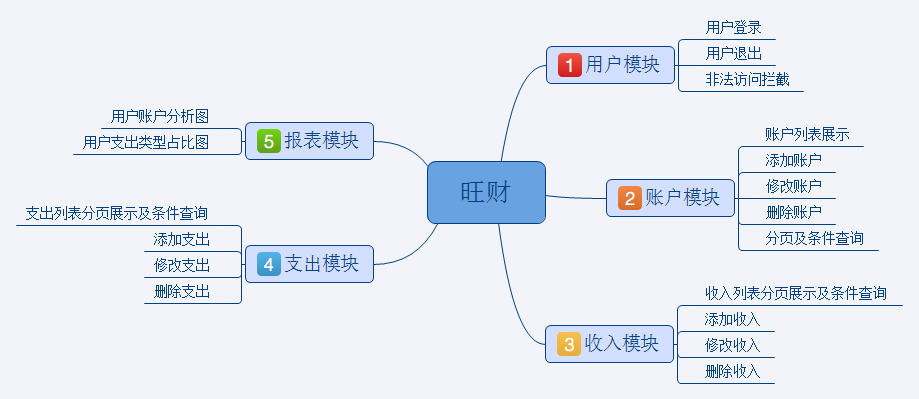 旺财
1 用户模块
用户登录
用户退出
非法访问拦截
2 账户模块
账户列表展示
添加账户
修改账户
删除账户
分页及条件查询
3 收入模块
收入列表分页展示及条件查询
添加收入
修改收入
删除收入
4 支出模块
支出列表分页展示及条件查询
添加支出
修改支出
删除支出
5 报表模块
用户账户分析图
用户支出类型占比图